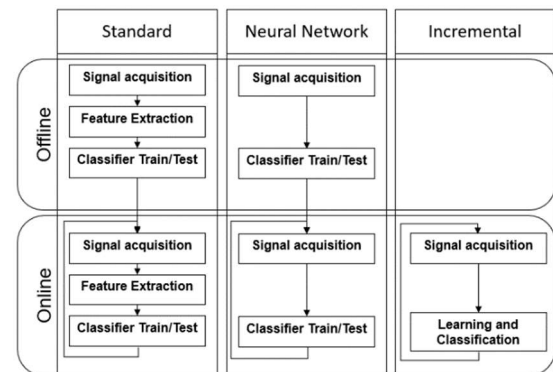 Standard
Neural Network
Incremental
Offline
Signal acquisition
Feature Extraction
Classifier Train/Test
Signal acquisition
Classifier Train/Test
Online
Signal acquisition
Feature Extraction
Classifier Train/Test
Signal acquisition
Classifier Train/Test
Signal acquisition
Learning and
Classification